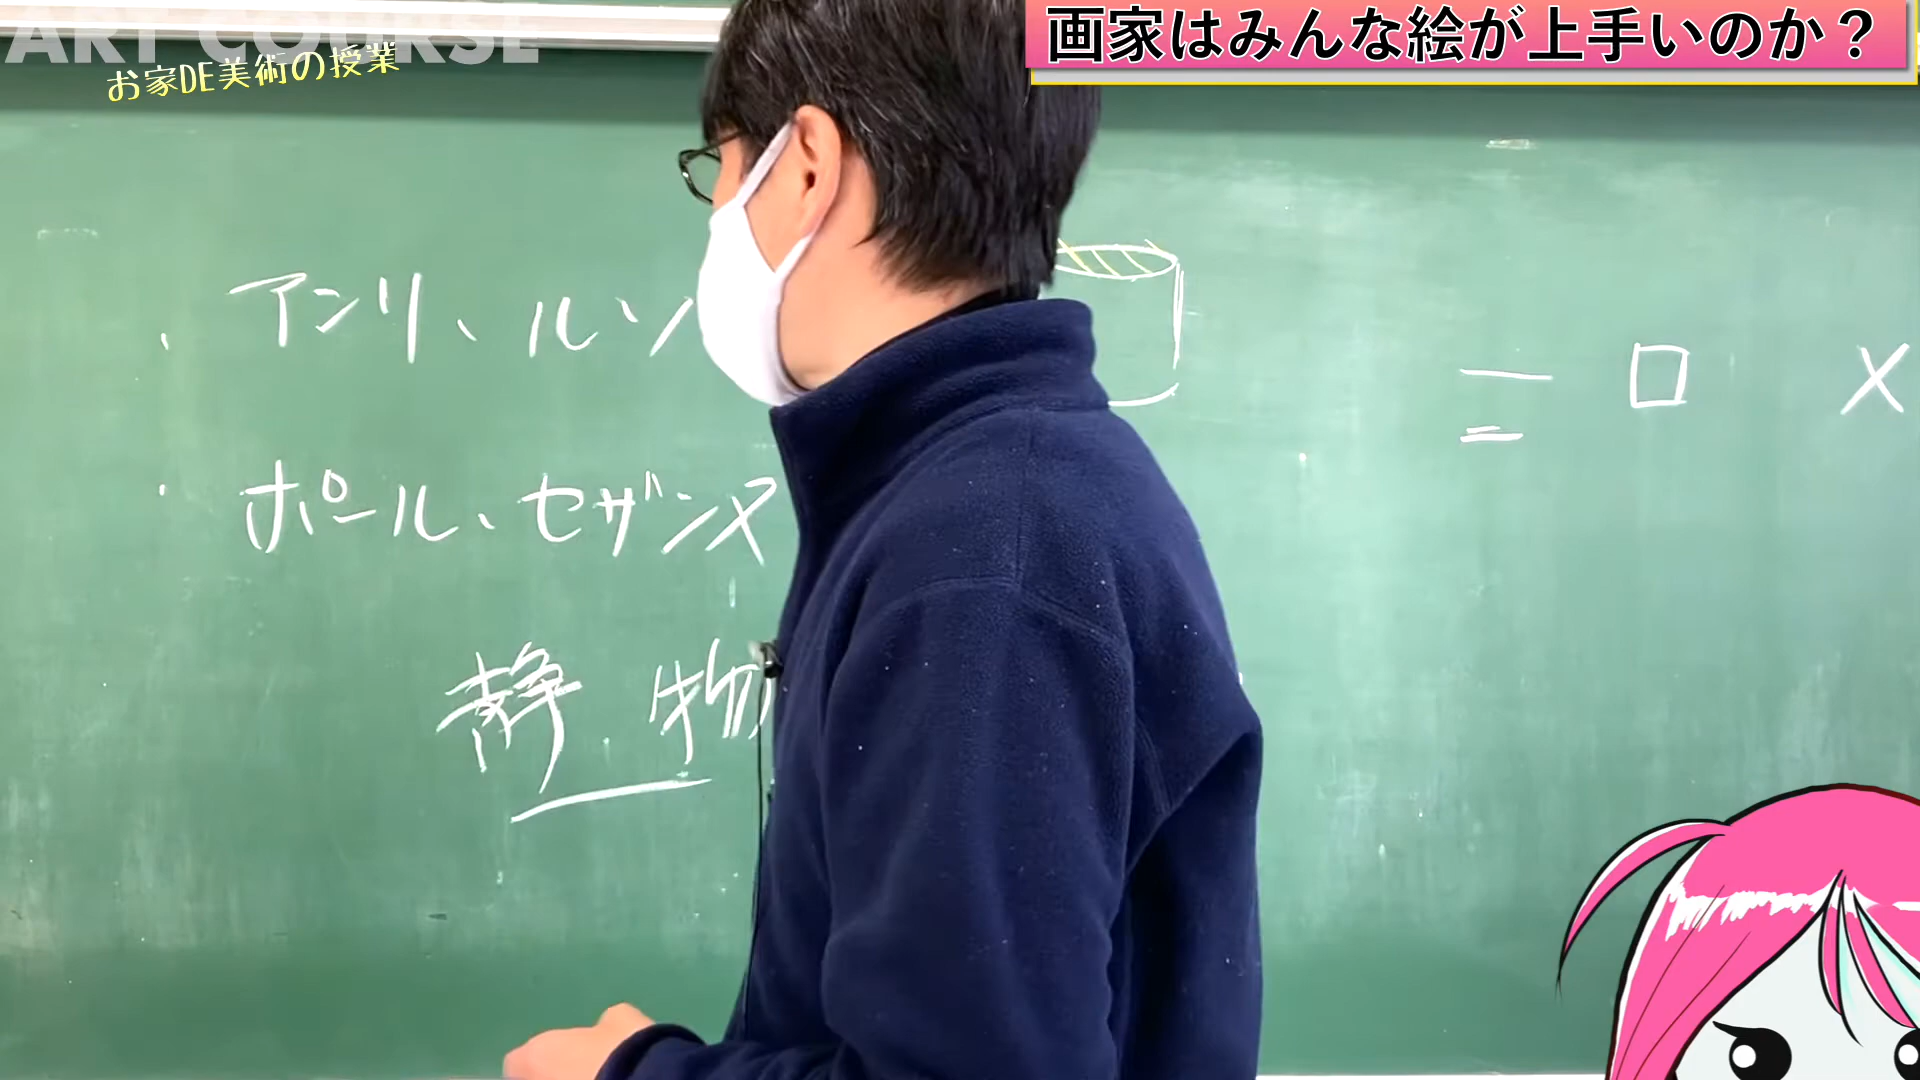 ART COURSE
お家DE美術の授業
画家はみんな絵が上手いのか？
・アンリ、ルソ
・ポール、セザンヌ
静物
= ロ ×